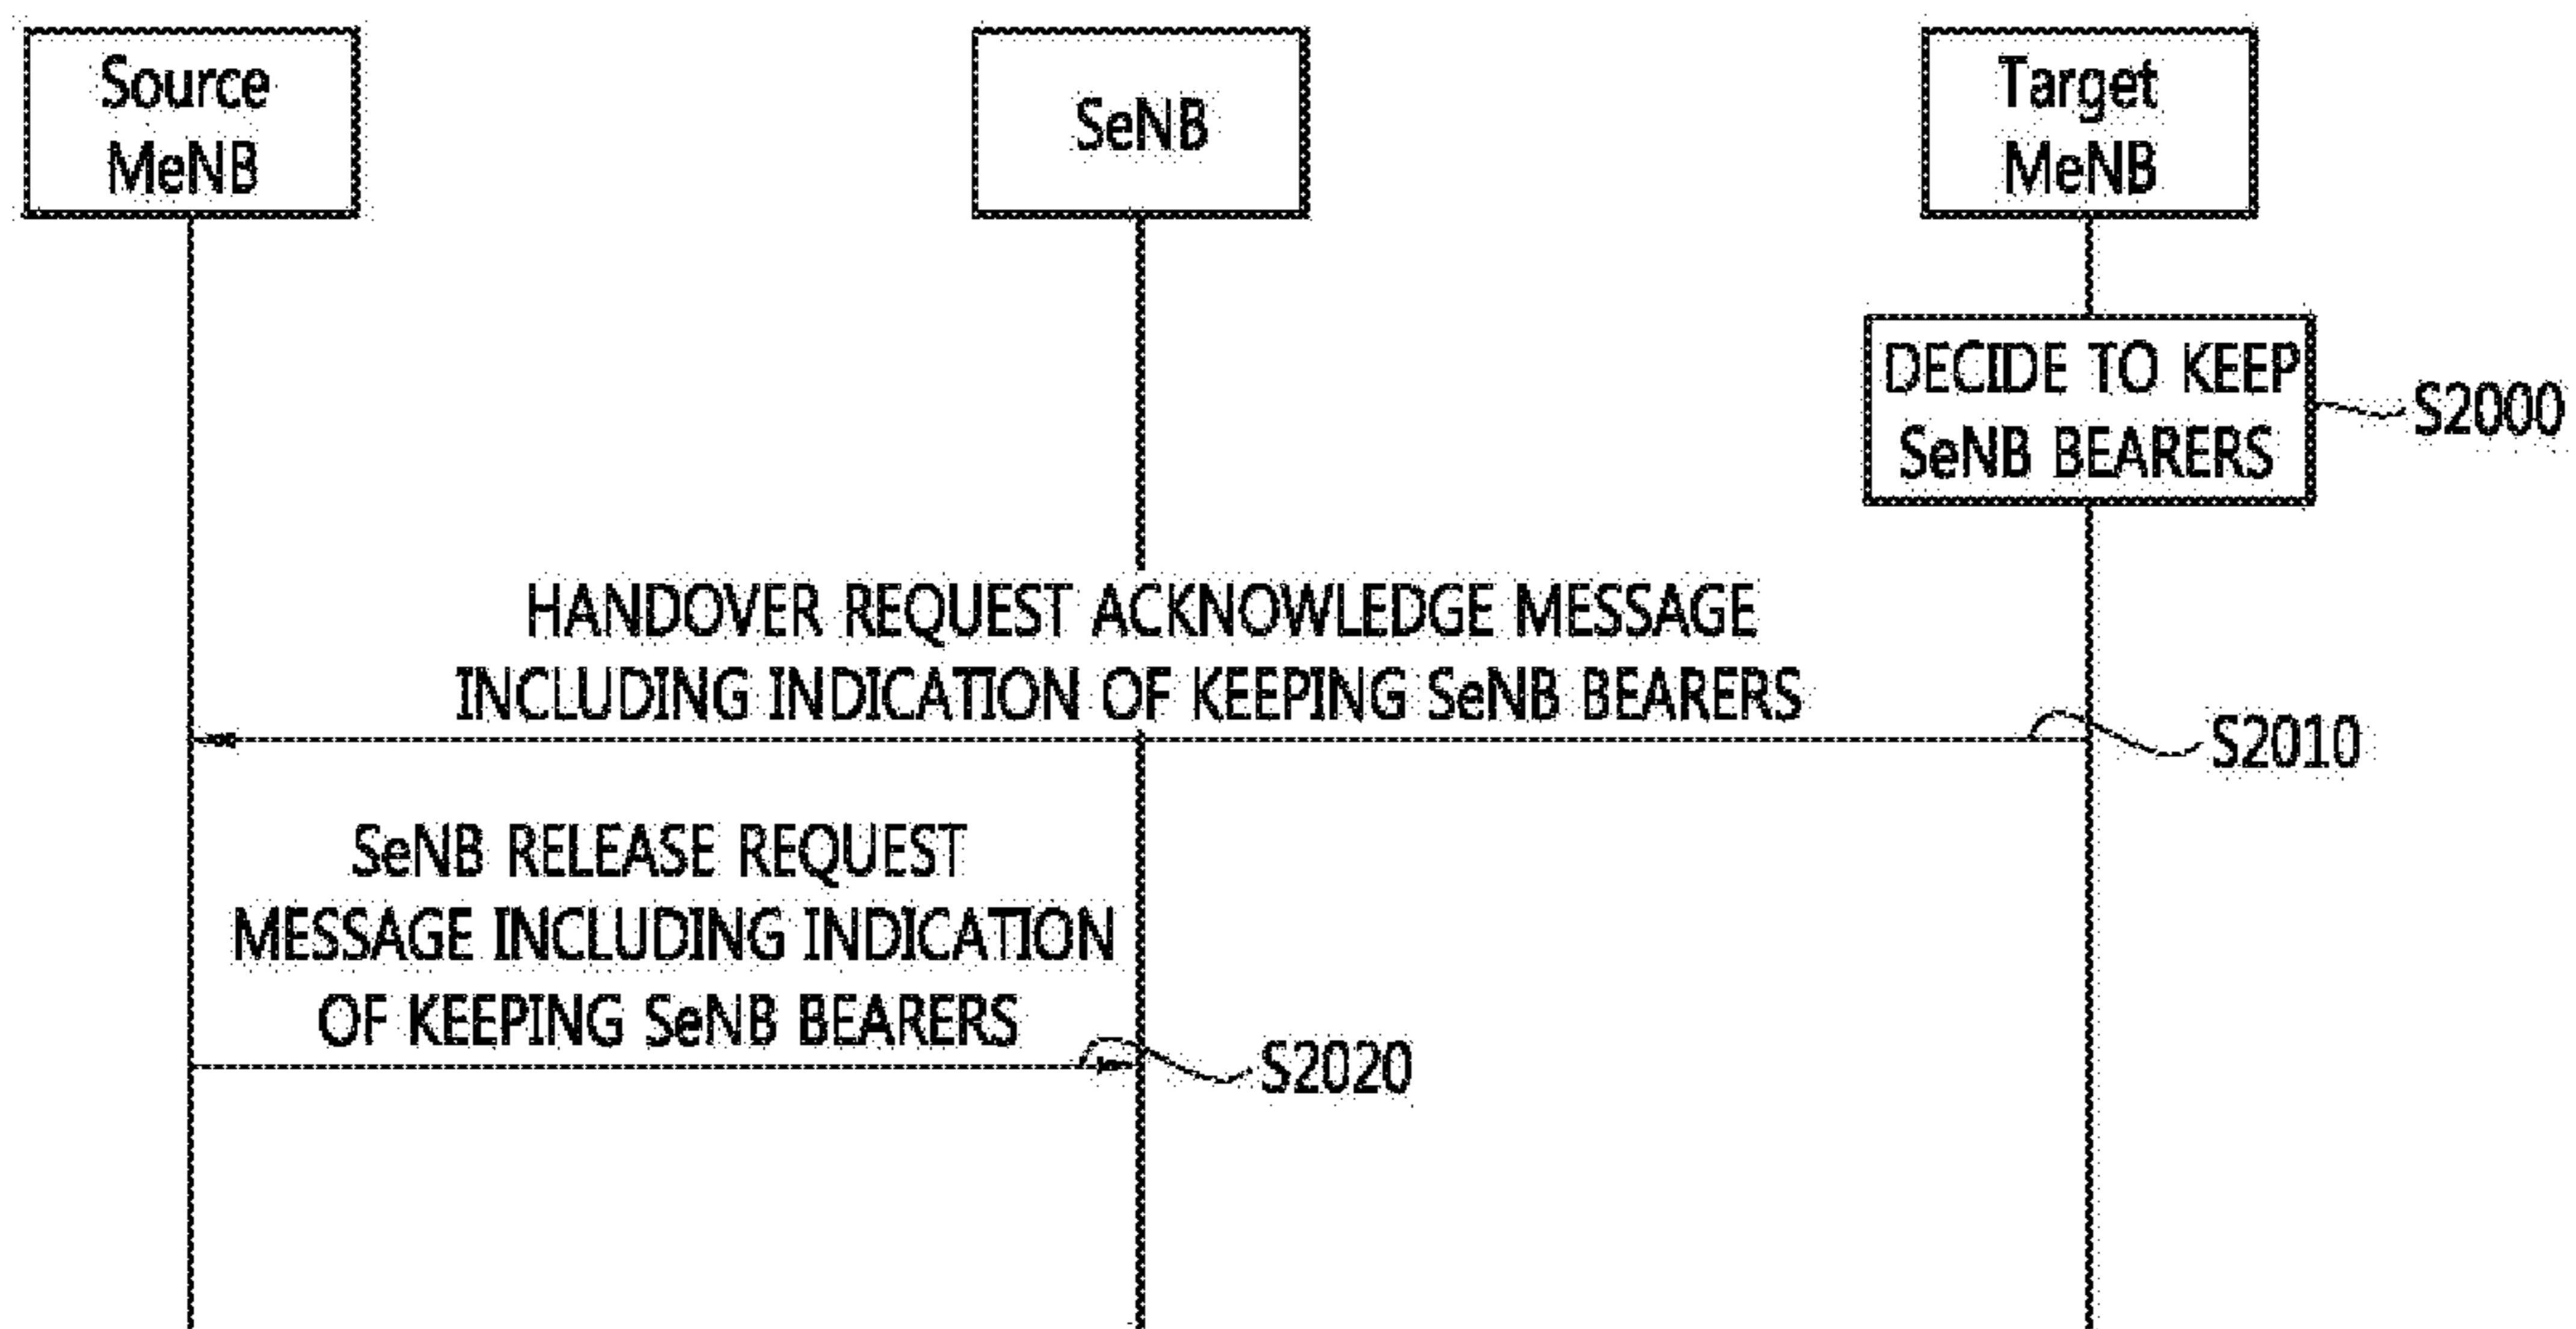 Source
MeNB
SeNB
Target
MeNB
DECIDE TO KEEP
SeNB BEARERS
S2000
HANDOVER REQUEST ACKNOWLEDGE MESSAGE
INCLUDING INDICATION OF KEEPING SeNB BEARERS
S2010
SeNB RELEASE REQUEST
MESSAGE INCLUDING INDICATION
OF KEEPING SeNB BEARERS
S2020